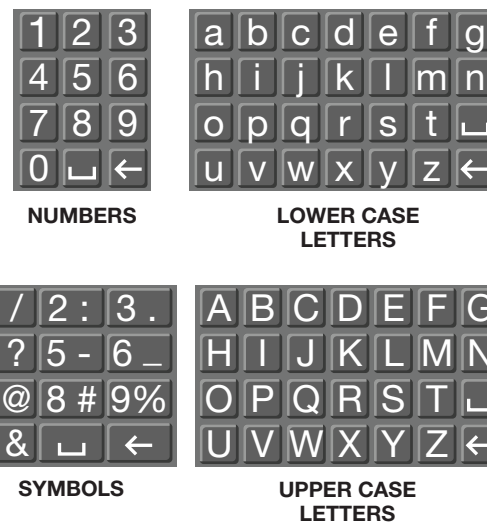 1 2 3
4 5 6
7 8 9
0 ␣ ←
NUMBERS
a b c d e f g
h i j k l m n
o p q r s t ␣
u v w x y z ←
LOWER CASE
LETTERS
/ 2 : 3 .
? 5 - 6 _
@ 8 # 9%
& ␣ ←
SYMBOLS
A B C D E F G
H I J K L M N
O P Q R S T ␣
U V W X Y Z ←
UPPER CASE
LETTERS